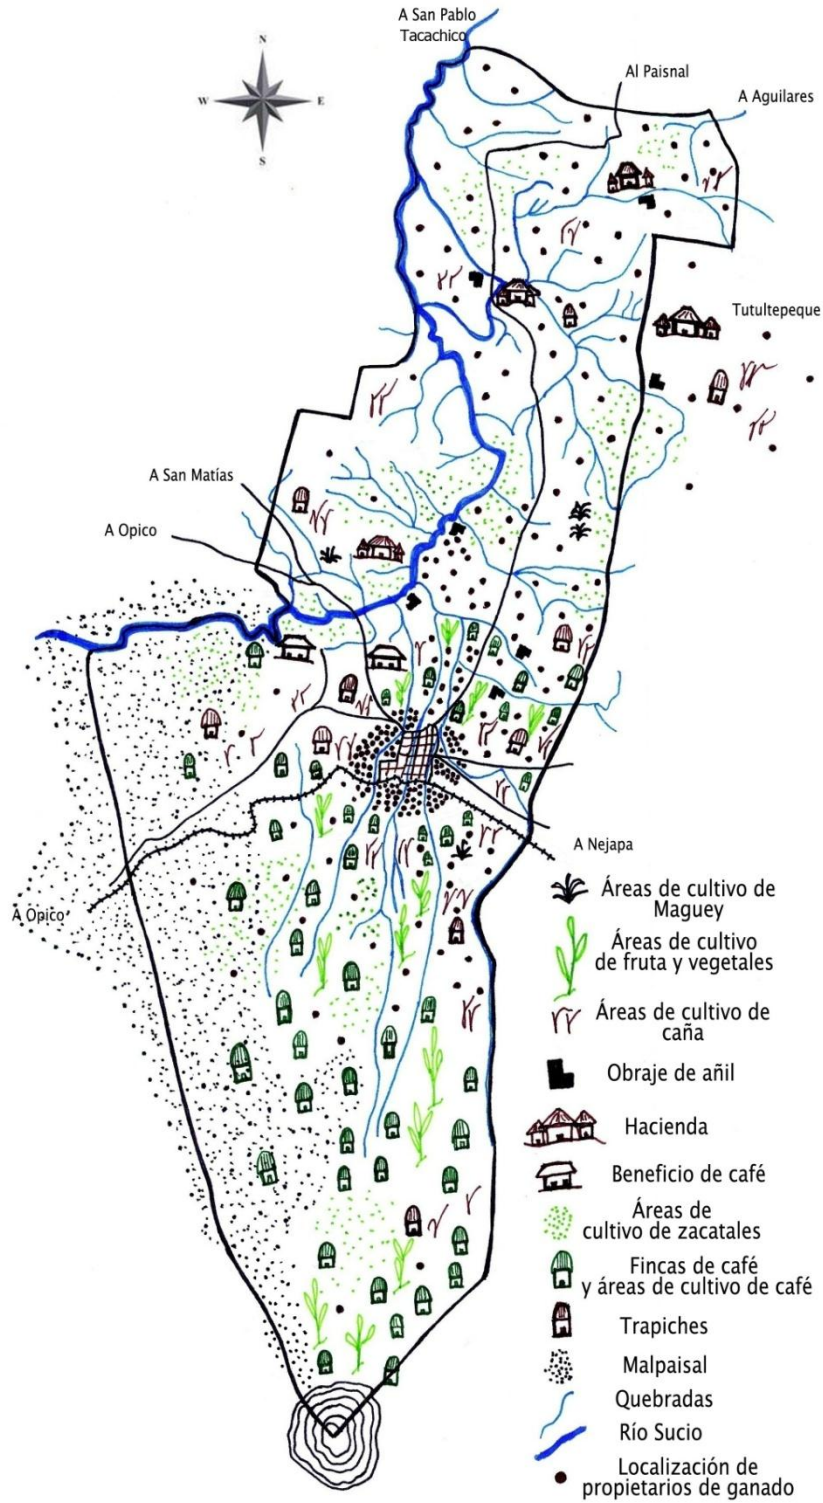 A San Pablo
Tacachico
N
W
E
S
Al Paisnal
A Aguilares
Tutultepeque
A San Matías
A Opico
A Nejapa
A Opico
Áreas de cultivo de
Maguey
Áreas de cultivo
de fruta y vegetales
Áreas de cultivo de
caña
Obraje de añil
Hacienda
Beneficio de café
Áreas de
cultivo de zacatales
Fincas de café
y áreas de cultivo de café
Trapiches
Malpaisal
Quebradas
Río Sucio
Localización de
propietarios de ganado